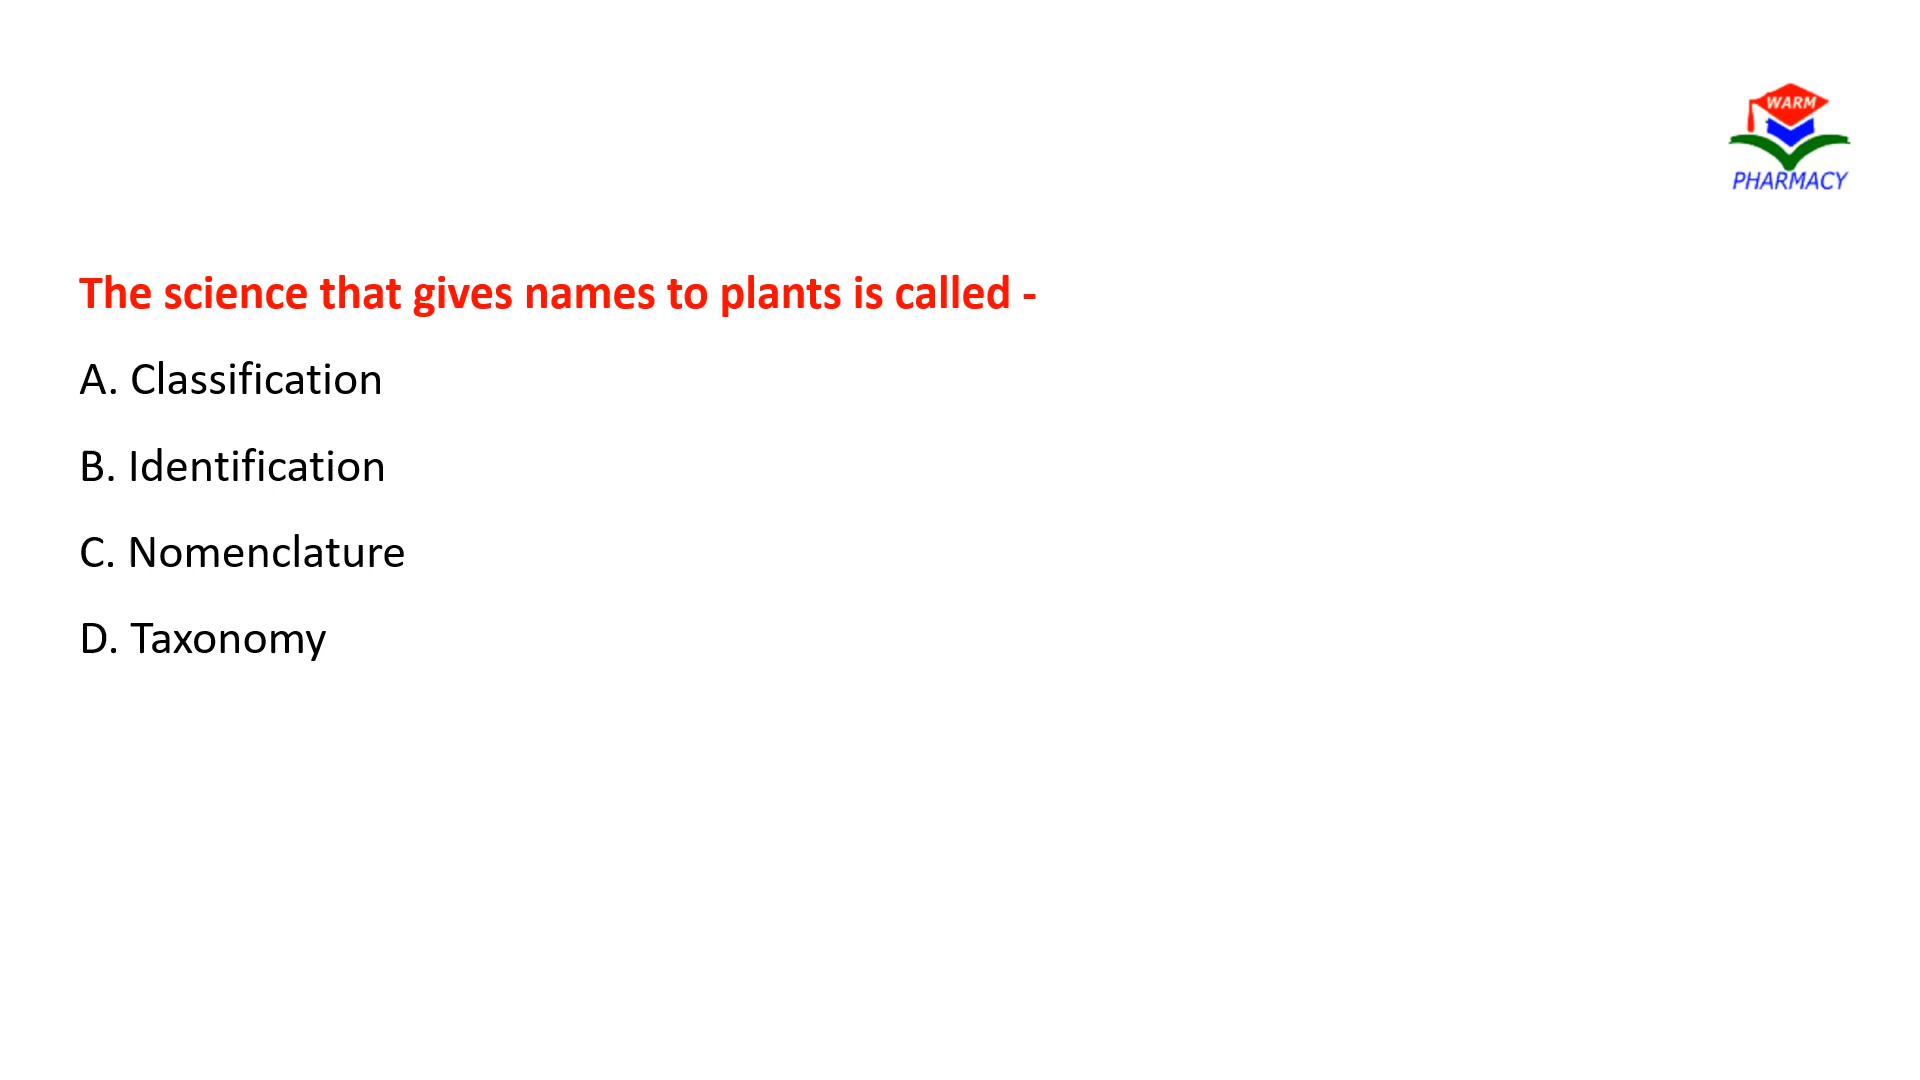 WARM
PHARMACY
The science that gives names to plants is called -
A. Classification
B. Identification
C. Nomenclature
D. Taxonomy